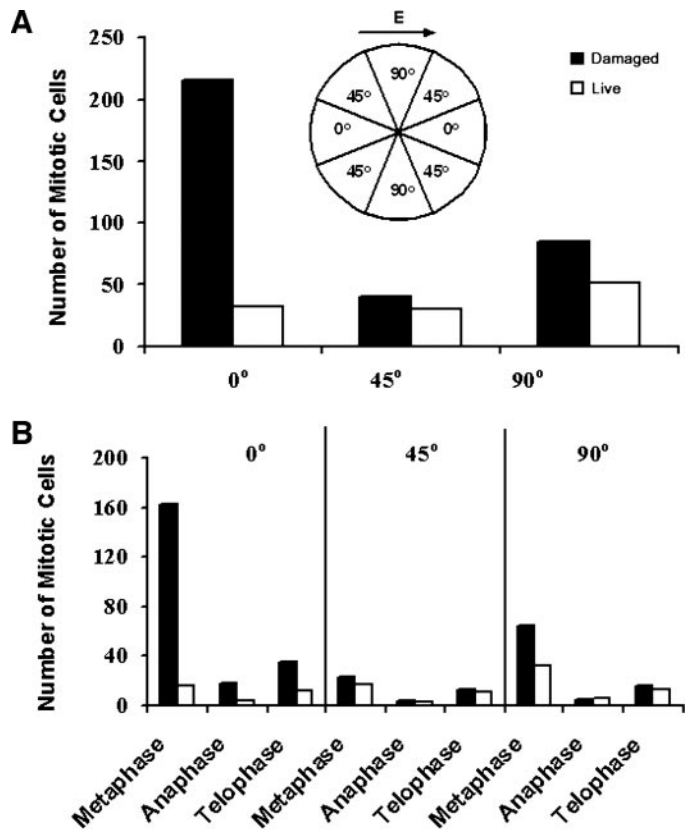 A
Number of Mitotic Cells
250
200
150
100
50
0
E
90°
45°
45°
0°
0°
45°
45°
90°
Damaged
Live
0°
45°
90°
B
Number of Mitotic Cells
200
160
120
80
40
0
0°
45°
90°
Metaphase
Anaphase
Telophase
Metaphase
Anaphase
Telophase
Metaphase
Anaphase
Telophase